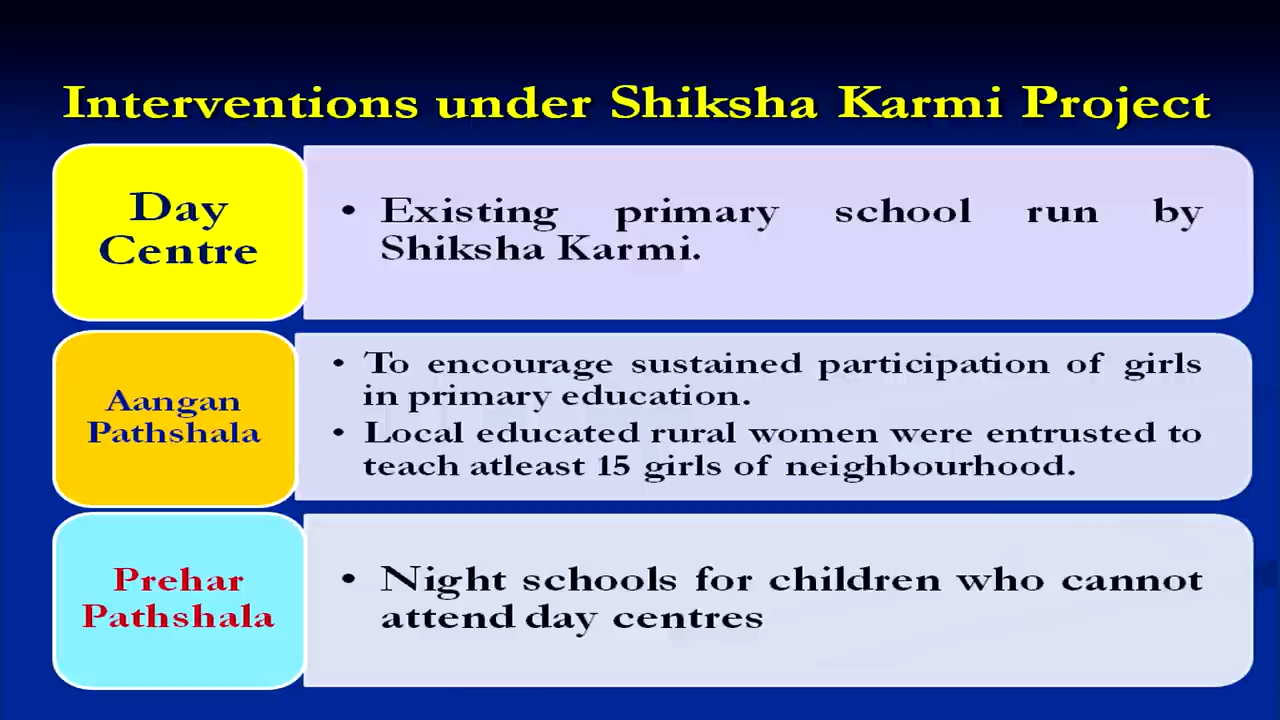 Interventions under Shiksha Karmi Project
Day
Centre
• Existing primary school run by
Shiksha Karmi.
Aangan
Pathshala
• To encourage sustained participation of girls
in primary education.
• Local educated rural women were entrusted to
teach atleast 15 girls of neighbourhood.
Prehar
Pathshala
• Night schools for children who cannot
attend day centres